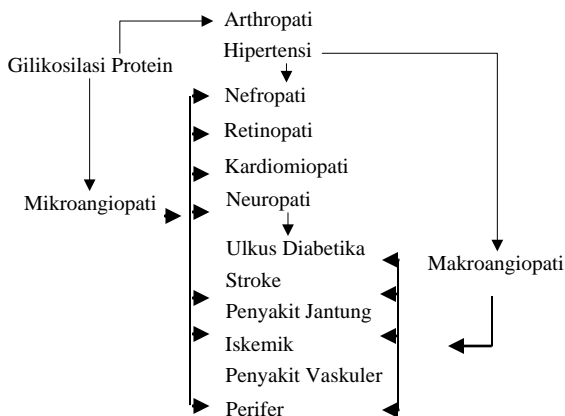 Arthropati
Hipertensi
Gilikosilasi Protein
Nefropati
Retinopati
Kardiomiopati
Mikroangiopati
Neuropati
Ulkus Diabetika
Makroangiopati
Stroke
Penyakit Jantung
Iskemik
Penyakit Vaskuler
Perifer